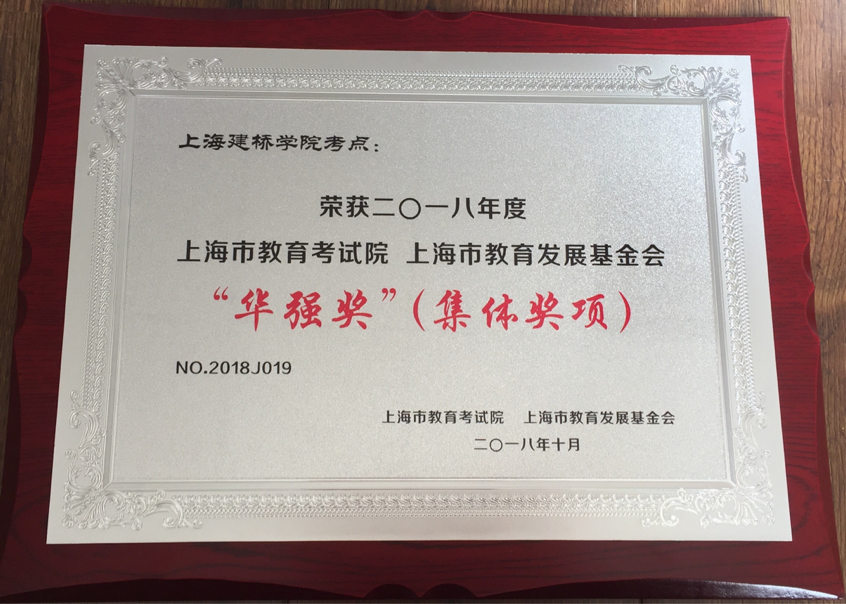 上海建桥学院考点：
荣获二〇一八年度
上海市教育考试院 上海市教育发展基金会
“华强奖”（集体奖项）
NO.2018J019
上海市教育考试院 上海市教育发展基金会
二〇一八年十月